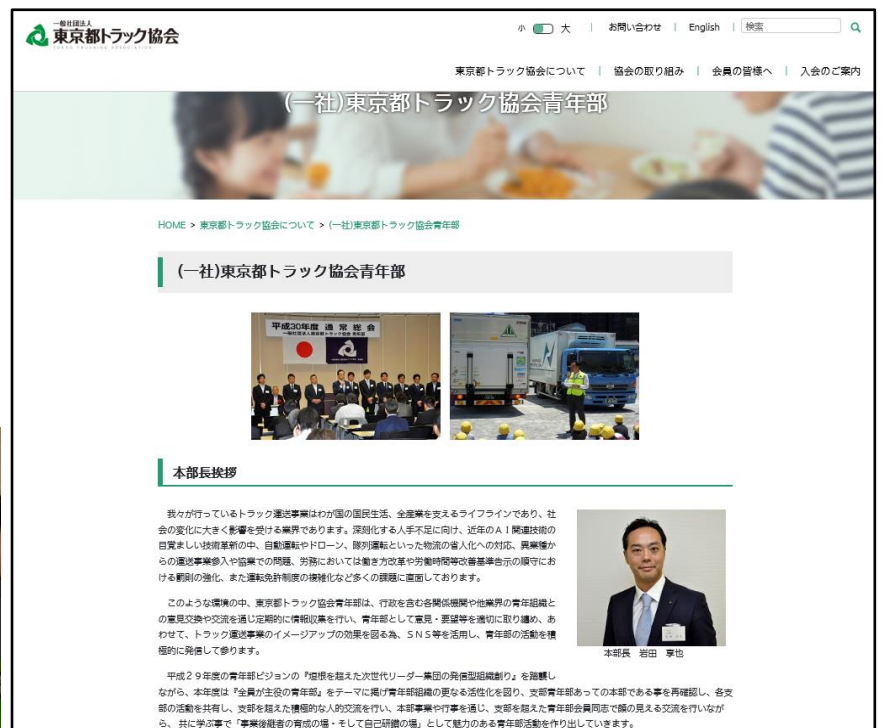 一般社団法人
東京都トラック協会
小 大 | お問い合わせ | English | 検索
東京都トラック協会について | 協会の取り組み | 会員の皆様へ | 入会のご案内
(一社)東京都トラック協会青年部
HOME > 東京都トラック協会について > (一社)東京都トラック協会青年部
(一社)東京都トラック協会青年部
平成30年度 通常総会
一般社団法人東京都トラック協会 青年部
本部長挨拶
我々が行っているトラック運送事業はわが国の国民生活、全産業を支えるライフラインであり、社
会の変化に大きく影響を受ける業界であります。深刻化する人手不足に向け、近年のAI関連技術の
目覚ましい技術革新の中、自動運転やドローン、隊列運転といった物流の省人化への対応、異業種か
らの運送事業参入や協業での問題、労務においては働き方改革や労働時間等改善基準告示の順守にお
ける罰則の強化、また運転免許制度の複雑化など多くの課題に直面しております。
このような環境の中、東京都トラック協会青年部は、行政を含む各関係機関や他業界の青年組織と
の意見交換や交流を通じ定期的に情報収集を行い、青年部として意見・要望等を適切に取り纏め、あ
わせて、トラック運送事業のイメージアップの効果を図る為、SNS等を活用し、青年部の活動を積
極的に発信して参ります。
本部長 岩田 享也
平成29年度の青年部ビジョンの『垣根を超えた次世代リーダー集団の発信型組織創り』を踏襲し
ながら、本年度は『全員が主役の青年部』をテーマに掲げ青年部組織の更なる活性化を図り、支部青年部あっての本部である事を再確認し、各支
部の活動を共有し、支部を超えた積極的な人的交流を行い、本部事業や行事を通じ、支部を超えた青年部会員同志で顔の見える交流を行いなが
ら、共に学ぶ事で「事業後継者の育成の場・そして自己研鑽の場」として魅力のある青年部活動を作り出していきます。